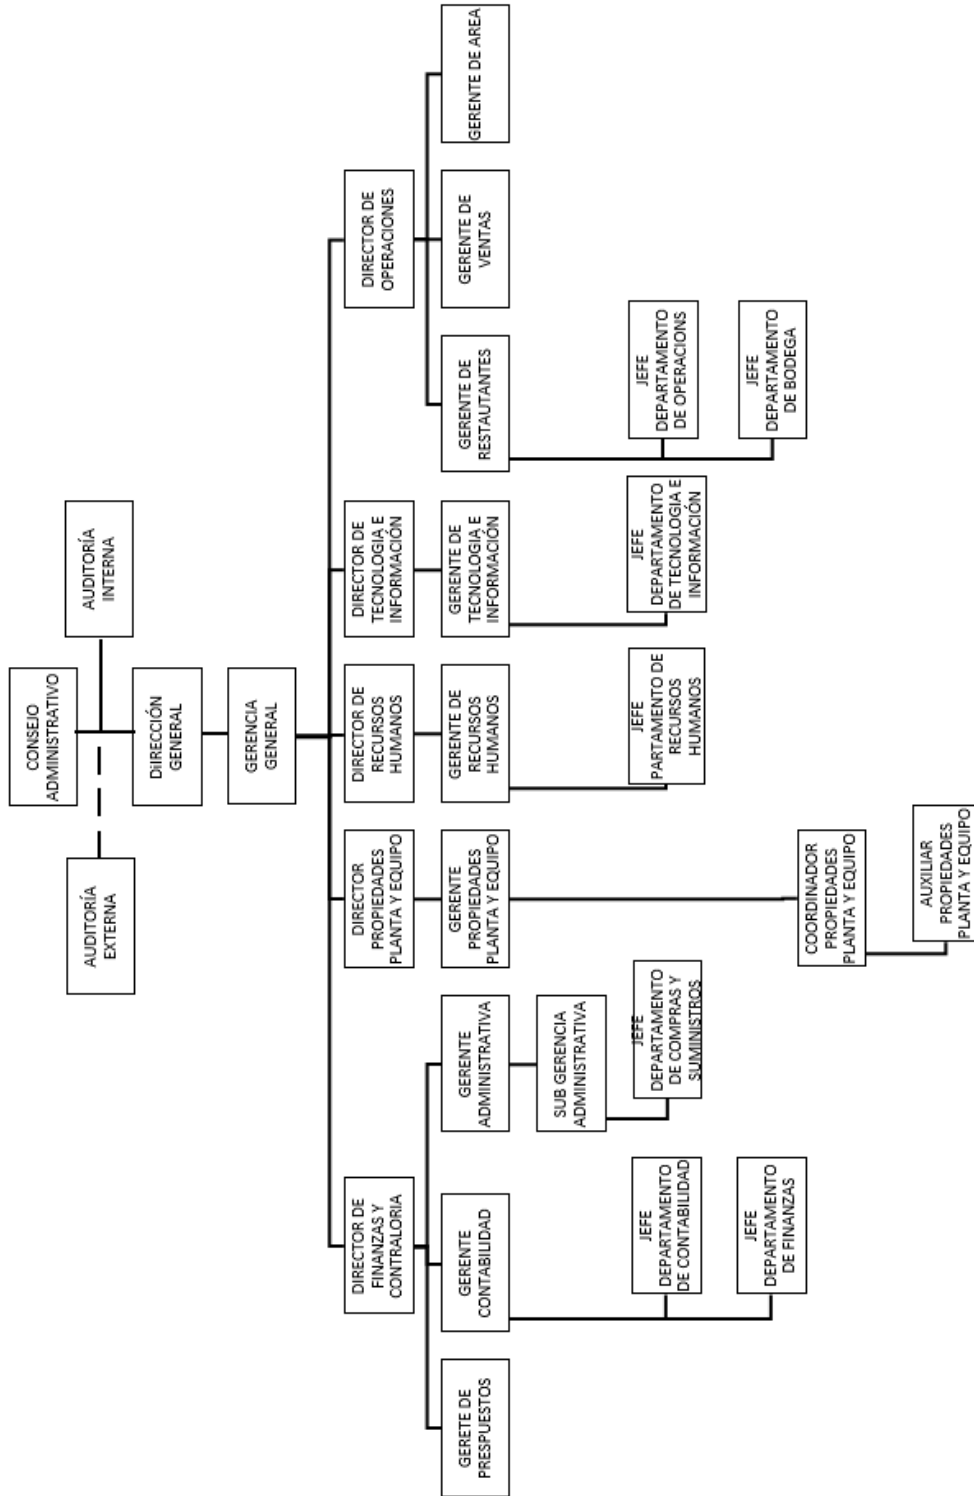 CONSEJO
ADMINISTRATIVO
AUDITORÍA
EXTERNA
AUDITORÍA
INTERNA
DiIRECCIÓN
GENERAL
GERENCIA
GENERAL
DIRECTOR DE
FINANZAS Y
CONTRALORIA
DIRECTOR
PROPIEDADES
PLANTA Y EQUIPO
DIRECTOR DE
RECURSOS
HUMANOS
DIRECTOR DE
TECNOLOGIA E
INFORMACIÓN
DIRECTOR DE
OPERACIONES
GERETE DE
PRESPUESTOS
GERENTE
CONTABILIDAD
GERENTE
ADMINISTRATIVA
GERENTE
PROPIEDADES
PLANTA Y EQUIPO
GERENTE DE
RECURSOS
HUMANOS
GERENTE DE
TECNOLOGIA E
INFORMACIÓN
GERENTE DE
RESTAUTANTES
GERENTE DE
VENTAS
GERENTE DE AREA
SUB GERENCIA
ADMINISTRATIVA
JEFE
DEPARTAMENTO
DE CONTABILIDAD
JEFE
DEPARTAMENTO
DE COMPRAS Y
SUMINISTROS
JEFE
PARTAMENTO DE
RECURSOS
HUMANOS
JEFE
DEPARTAMENTO
DE TECNOLOGIA E
INFORMACIÓN
JEFE
DEPARTAMENTO
DE OPERACIONS
JEFE
DEPARTAMENTO
DE FINANZAS
JEFE
DEPARTAMENTO
DE BODEGA
COORDINADOR
PROPIEDADES
PLANTA Y EQUIPO
AUXILIAR
PROPIEDADES
PLANTA Y EQUIPO